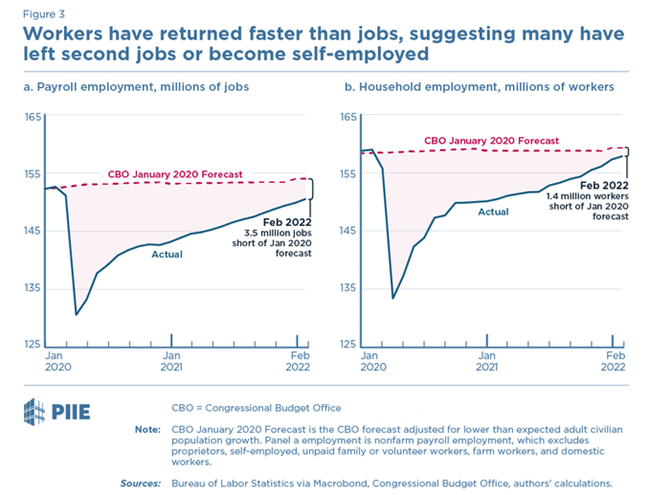 Figure 3
Workers have returned faster than jobs, suggesting many have
left second jobs or become self-employed
a. Payroll employment, millions of jobs
165
155
145
135
125
CBO January 2020 Forecast
Feb 2022
3.5 million jobs
short of Jan 2020
forecast
Actual
Jan
2020
Jan
2021
Feb
2022
b. Household employment, millions of workers
165
155
145
135
125
CBO January 2020 Forecast
Feb 2022
1.4 million workers
short of Jan 2020
forecast
Actual
Jan
2020
Jan
2021
Feb
2022
PIIE
CBO = Congressional Budget Office
Note: CBO January 2020 Forecast is the CBO forecast adjusted for lower than expected adult civilian
population growth. Panel a employment is nonfarm payroll employment, which excludes
proprietors, self-employed, unpaid family or volunteer workers, farm workers, and domestic
workers.
Sources: Bureau of Labor Statistics via Macrobond, Congressional Budget Office, authors' calculations.